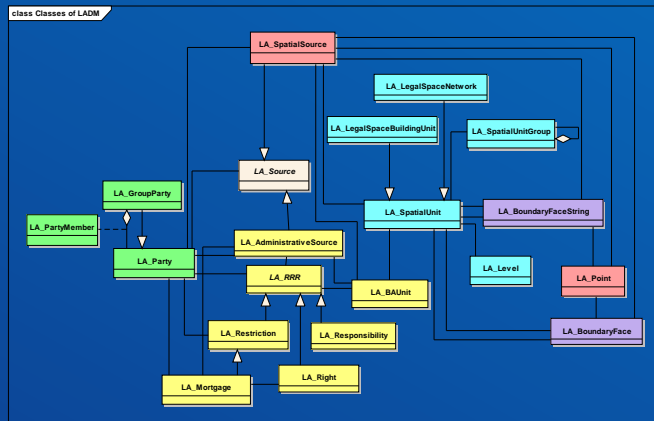 class Classes of LADM
LA_SpatialSource
LA_LegalSpaceNetwork
LA_LegalSpaceBuildingUnit
LA_SpatialUnitGroup
LA_Source
LA_GroupParty
LA_SpatialUnit
LA_BoundaryFaceString
LA_PartyMember
LA_AdministrativeSource
LA_Party
LA_Level
LA_RRR
LA_BAUnit
LA_Point
LA_Restriction
LA_Responsibility
LA_BoundaryFace
LA_Mortgage
LA_Right